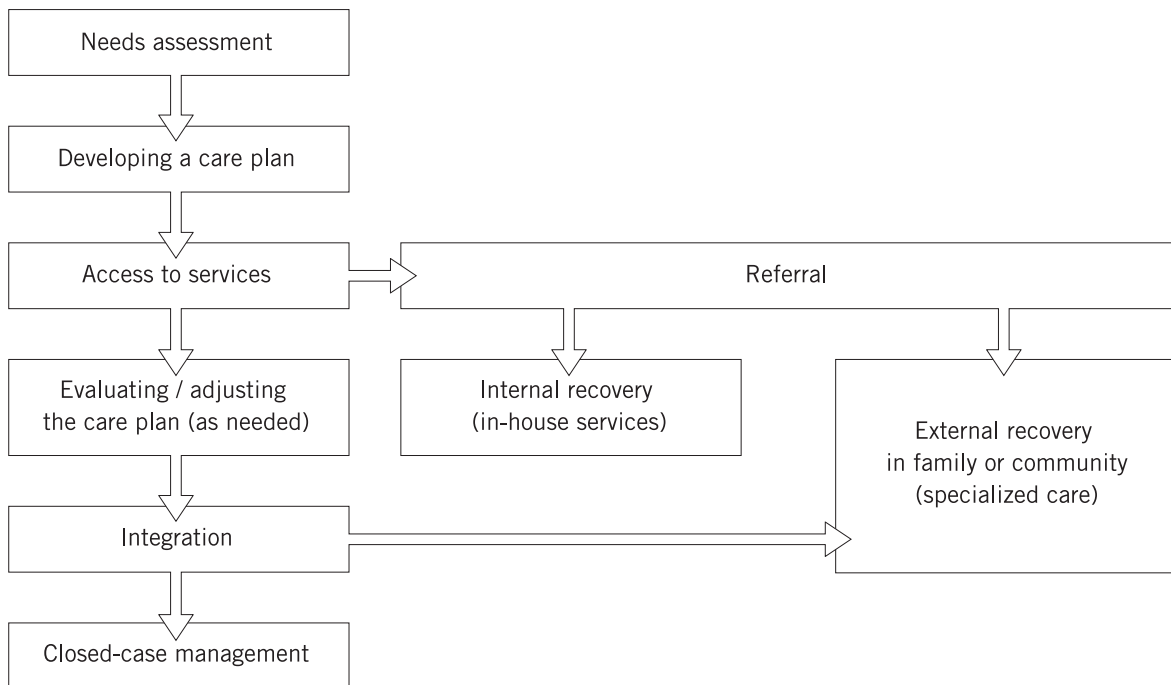 Needs assessment
Developing a care plan
Access to services
Referral
Evaluating / adjusting
the care plan (as needed)
Internal recovery
(in-house services)
External recovery
in family or community
(specialized care)
Integration
Closed-case management